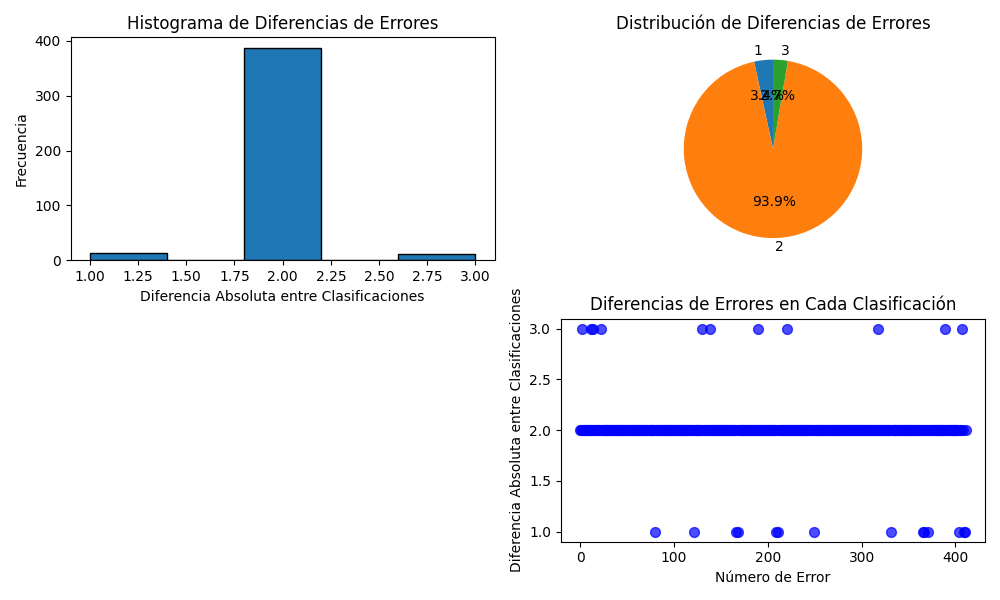 Histograma de Diferencias de Errores
400
300
200
100
0
Frecuencia
1.00 1.25 1.50 1.75 2.00 2.25 2.50 2.75 3.00
Diferencia Absoluta entre Clasificaciones
Distribución de Diferencias de Errores
1 3
93.9%
2
Diferencias de Errores en Cada Clasificación
3.0
2.5
2.0
1.5
1.0
Diferencia Absoluta entre Clasificaciones
0 100 200 300 400
Número de Error